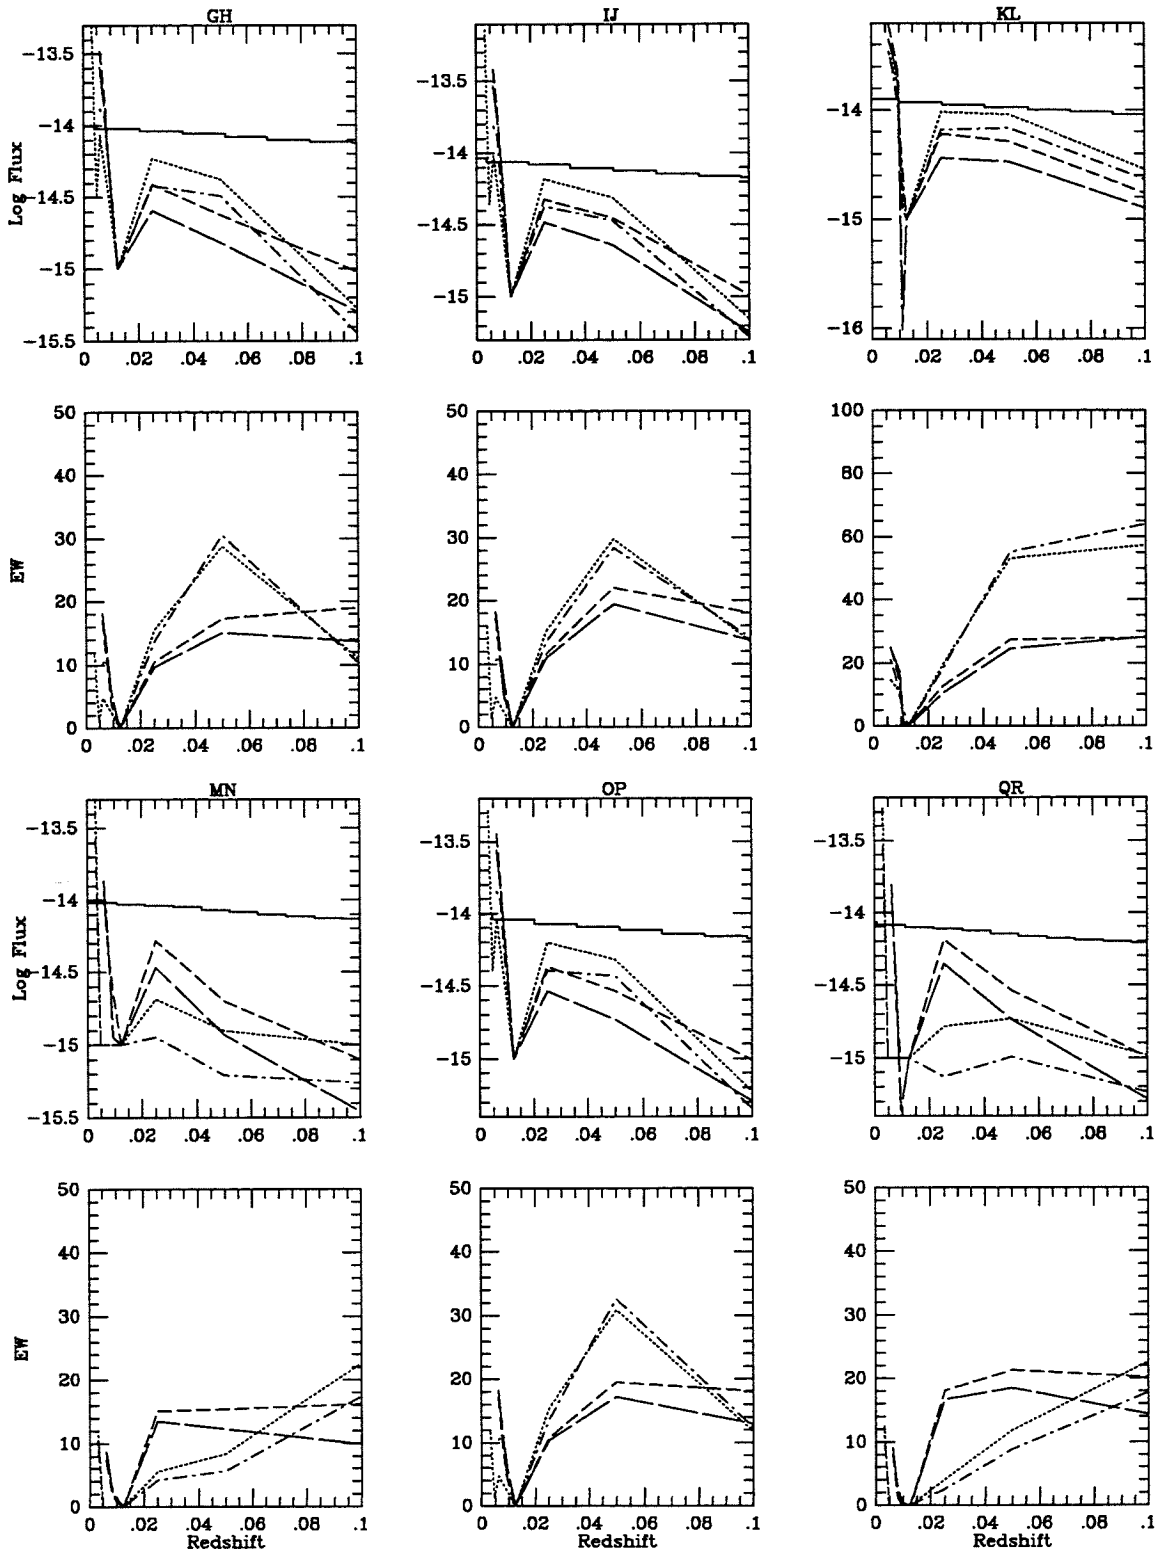 GH IJ KL
−13.5 −13.5
−14 −14 −14
Log Flux
−14.5 −14.5
−15 −15 −15
−15.5 −16
0 .02 .04 .06 .08 .1 0 .02 .04 .06 .08 .1 0 .02 .04 .06 .08 .1
50 50 100
40 40 80
30 30 60
EW
20 20 40
10 10 20
0 0 0
0 .02 .04 .06 .08 .1 0 .02 .04 .06 .08 .1 0 .02 .04 .06 .08 .1
MN OP QR
−13.5 −13.5 −13.5
−14 −14 −14
Log Flux
−14.5 −14.5 −14.5
−15 −15 −15
−15.5
0 .02 .04 .06 .08 .1 0 .02 .04 .06 .08 .1 0 .02 .04 .06 .08 .1
50 50 50
40 40 40
30 30 30
EW
20 20 20
10 10 10
0 0 0
0 .02 .04 .06 .08 .1 0 .02 .04 .06 .08 .1 0 .02 .04 .06 .08 .1
Redshift Redshift Redshift